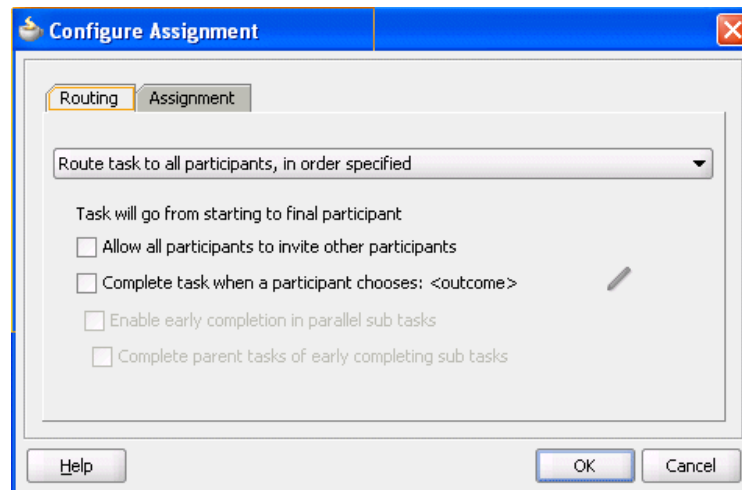 Configure Assignment
Routing
Assignment
Route task to all participants, in order specified
Task will go from starting to final participant
Allow all participants to invite other participants
Complete task when a participant chooses: <outcome>
Enable early completion in parallel sub tasks
Complete parent tasks of early completing sub tasks
Help
OK
Cancel